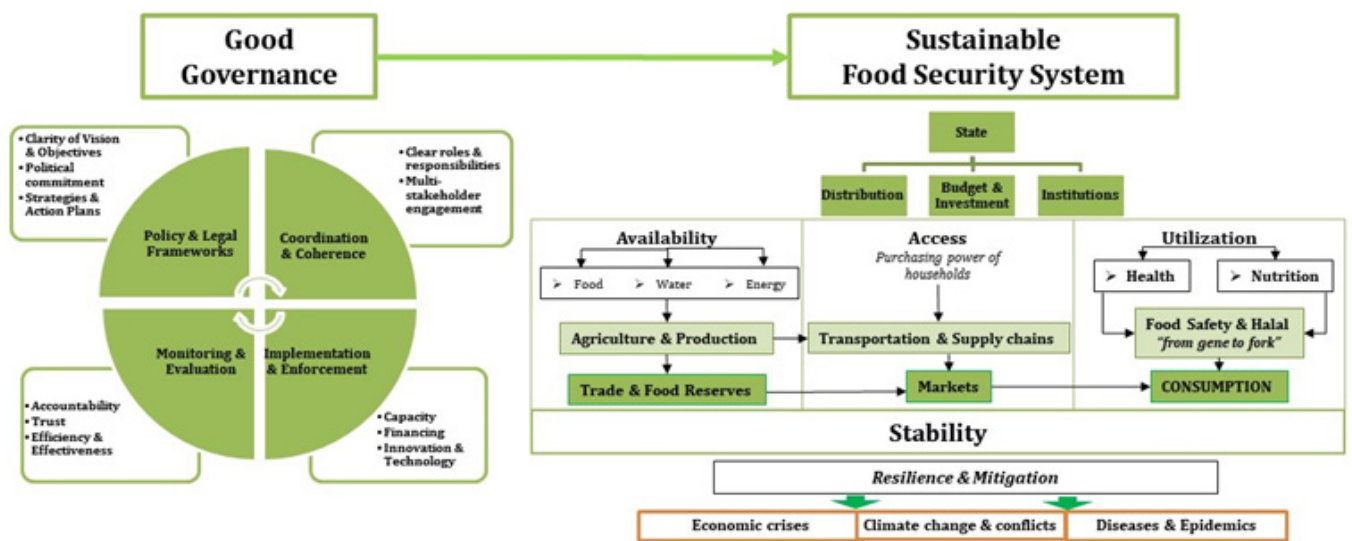 Good
Governance
Sustainable
Food Security System
• Clarity of Vision
& Objectives
• Political
commitment
• Strategies &
Action Plans
• Clear roles &
responsibilities
• Multi-
stakeholder
engagement
Policy & Legal
Frameworks
Coordination
& Coherence
Monitoring &
Evaluation
Implementation
& Enforcement
• Accountability
• Trust
• Efficiency &
Effectiveness
• Capacity
• Financing
• Innovation &
Technology
State
Distribution
Budget &
Investment
Institutions
Availability
➢ Food
➢ Water
➢ Energy
Agriculture & Production
Trade & Food Reserves
Access
Purchasing power of
households
Transportation & Supply chains
Markets
Utilization
➢ Health
➢ Nutrition
Food Safety & Halal
"from gene to fork"
CONSUMPTION
Stability
Resilience & Mitigation
Economic crises
Climate change & conflicts
Diseases & Epidemics